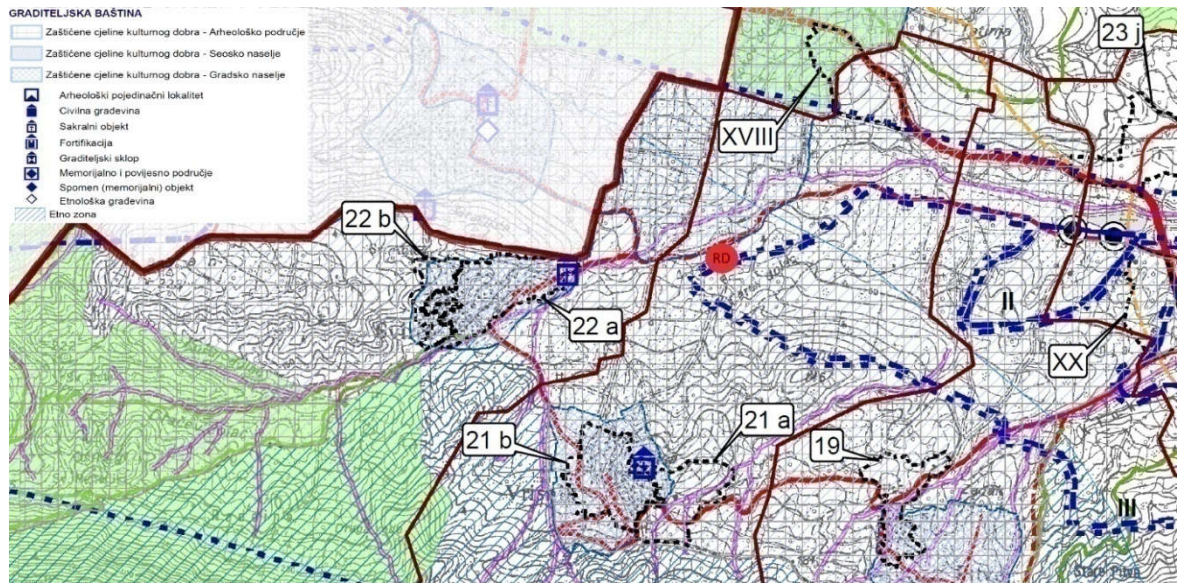 GRADITELJSKA BAŠTINA
Zaštićene cjeline kulturnog dobra - Arheološko područje
Zaštićene cjeline kulturnog dobra - Seosko naselje
Zaštićene cjeline kulturnog dobra - Gradsko naselje
Arheološki pojedinačni lokalitet
Civilna građevina
Sakralni objekt
Fortifikacija
Graditeljski sklop
Memorijalno i povijesno područje
Spomen (memorijalni) objekt
Etnološka građevina
Etno zona
23 j
XVIII
22 b
RD
II
22 a
XX
21 b
21 a
19
III